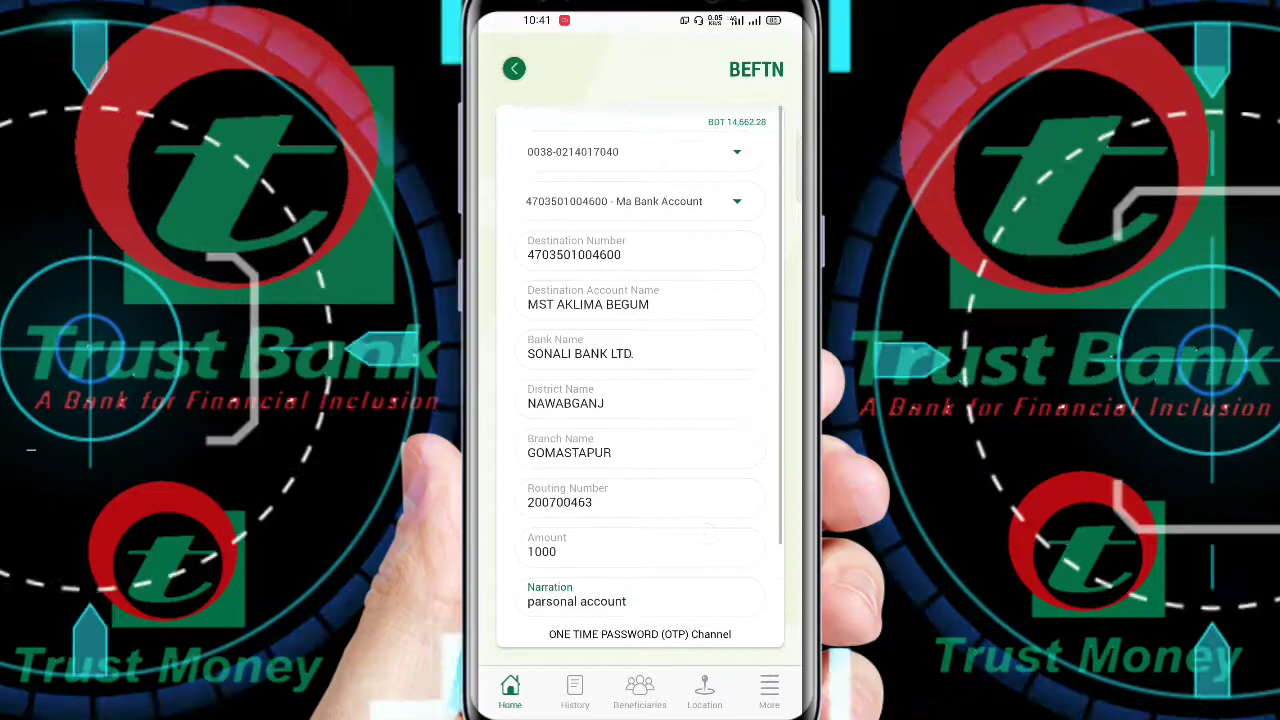 10:41
0.05
KB/S
BEFTN
BDT 14,662.28
0038-0214017040
4703501004600 - Ma Bank Account
Destination Number
4703501004600
Destination Account Name
MST AKLIMA BEGUM
Bank Name
SONALI BANK LTD.
District Name
NAWABGANJ
Branch Name
GOMASTAPUR
Routing Number
200700463
Amount
1000
Narration
parsonal account
ONE TIME PASSWORD (OTP) Channel
Home
History
Beneficiaries
Location
More
Trust Bank
A Bank for Financial Inclusion
Trust Money
Trust Bank
A Bank for Financial Inclusion
Trust Money